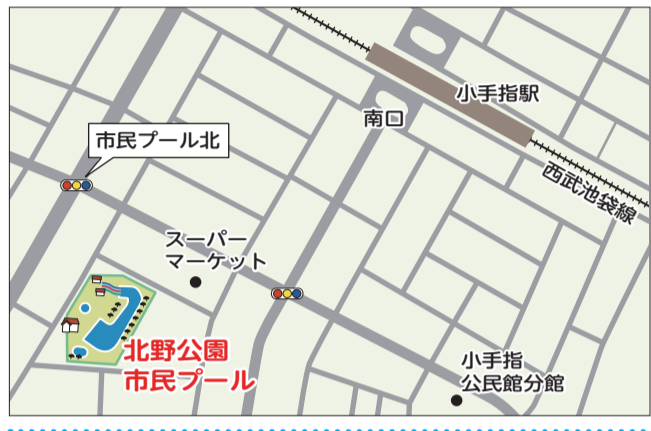 小手指駅
南口
市民プール北
西武池袋線
スーパー
マーケット
北野公園
市民プール
小手指
公民館分館